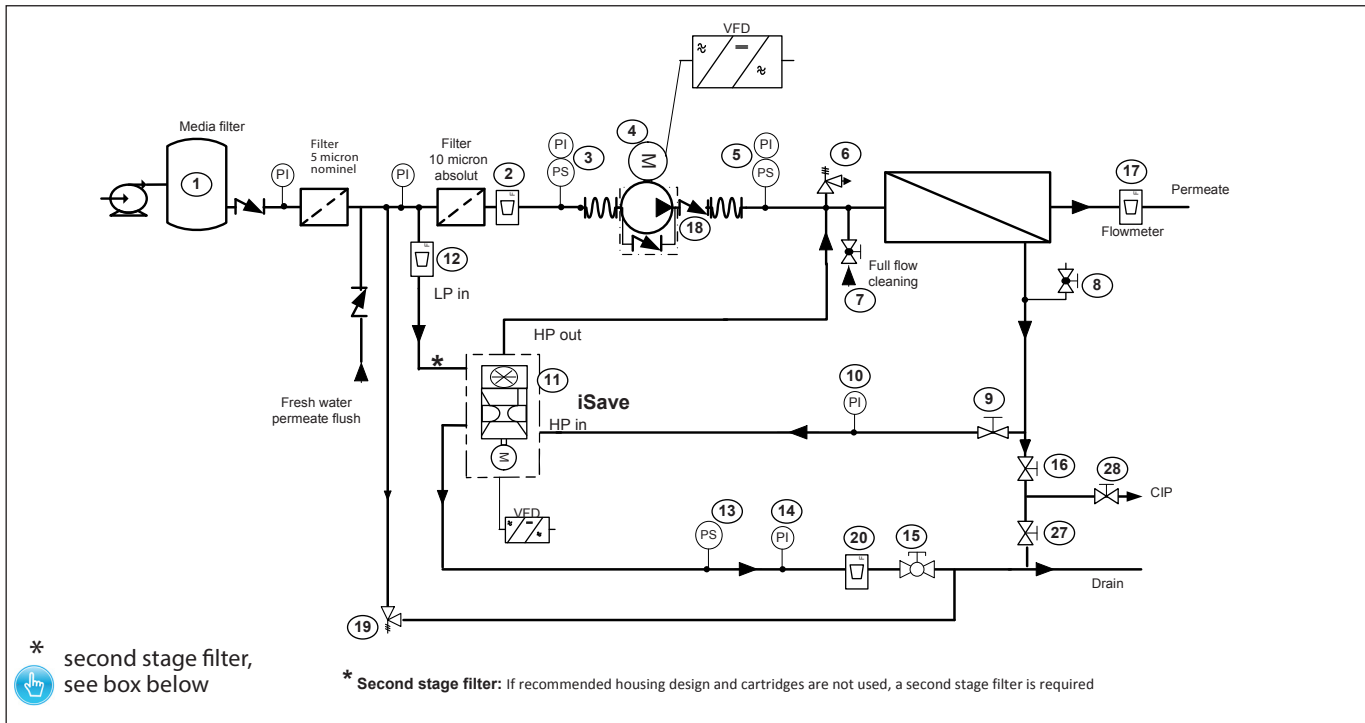 VFD
Media filter
Filter
5 micron
nominel
Filter
10 micron
absolut
1
PI
PI
2
PI
PS
3
4
M
18
5
PI
PS
6
17
Permeate
Flowmeter
12
LP in
Full flow
cleaning
7
8
HP out
*
11
iSave
HP in
10
PI
9
Fresh water
permeate flush
M
VFD
16
28
CIP
27
13
PS
14
PI
20
15
Drain
19
*
second stage filter,
see box below
* Second stage filter: If recommended housing design and cartridges are not used, a second stage filter is required